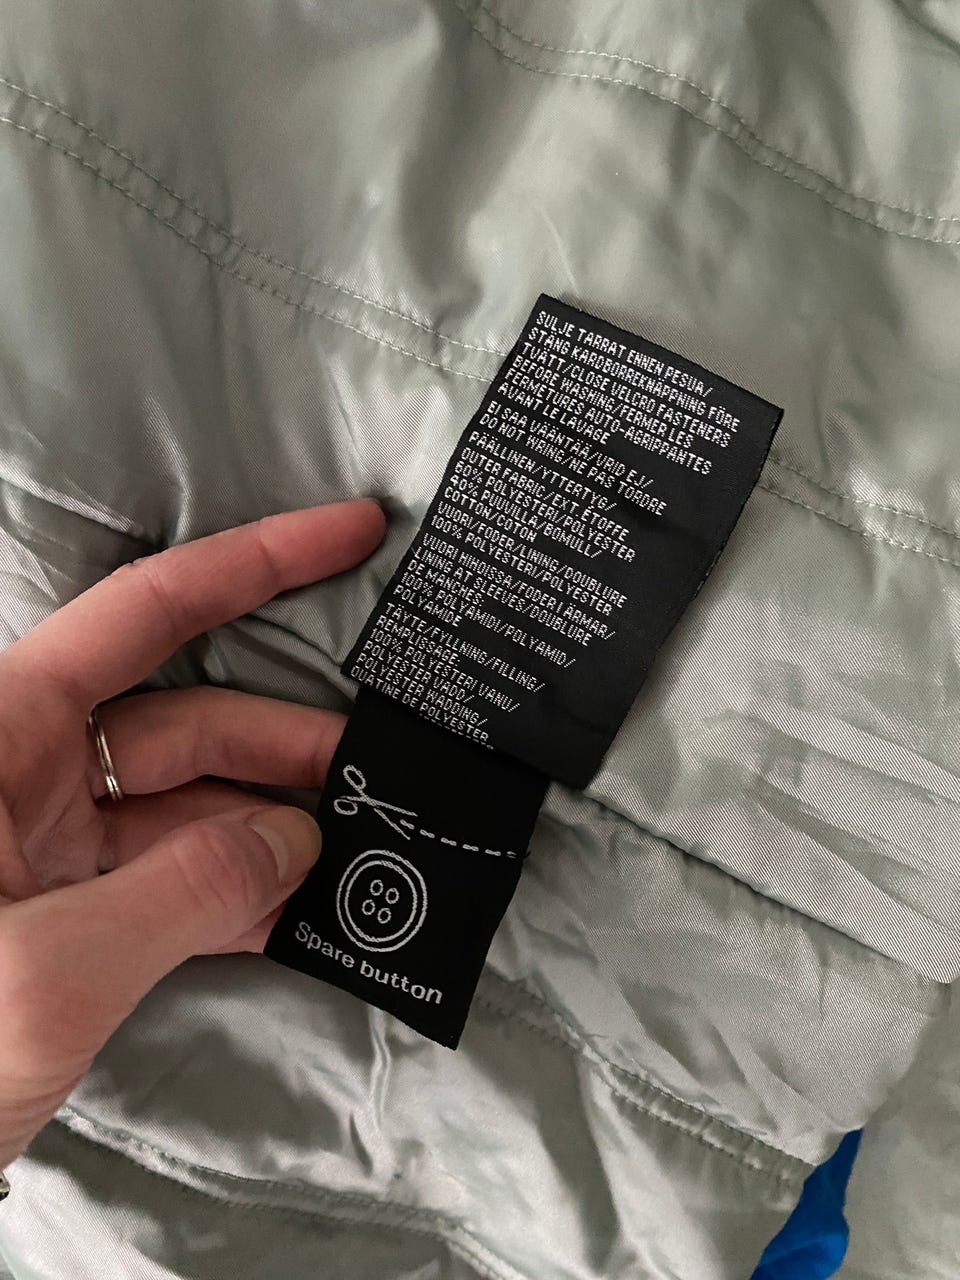 SULJE TARRAT ENNEN PESUA/
STÄNG KARDBORREKNÄPPNING FÖRE
TVÄTT/CLOSE VELCRO FASTENERS
BEFORE WASHING/FERMER LES
FERMETURES AUTO-AGRIPPANTES
AVANT LE LAVAGE
EI SAA VÄÄNTÄÄ/VRID EJ/
DO NOT WRING/NE PAS TORDRE
PÄÄLLINEN/YTTERTYG/
OUTER FABRIC/EXT. ÉTOFFE
60% POLYESTERI/POLYESTER
40% PUUVILLA/BOMULL/
COTTON/COTON
VUORI/FODER/LINING/DOUBLURE
100% POLYESTERI/POLYESTER
VUORI HIHOISSA/FODER I ÄRMAR/
LINING AT SLEEVES/DOUBLURE
DE MANCHES
100% POLYAMIDI/POLYAMID/
POLYAMIDE
TÄYTE/FYLLNING/FILLING/
REMPLISSAGE
100% POLYESTERI VANU/
POLYESTER VADD/
POLYESTER WADDING/
OUATINE DE POLYESTER
Spare button